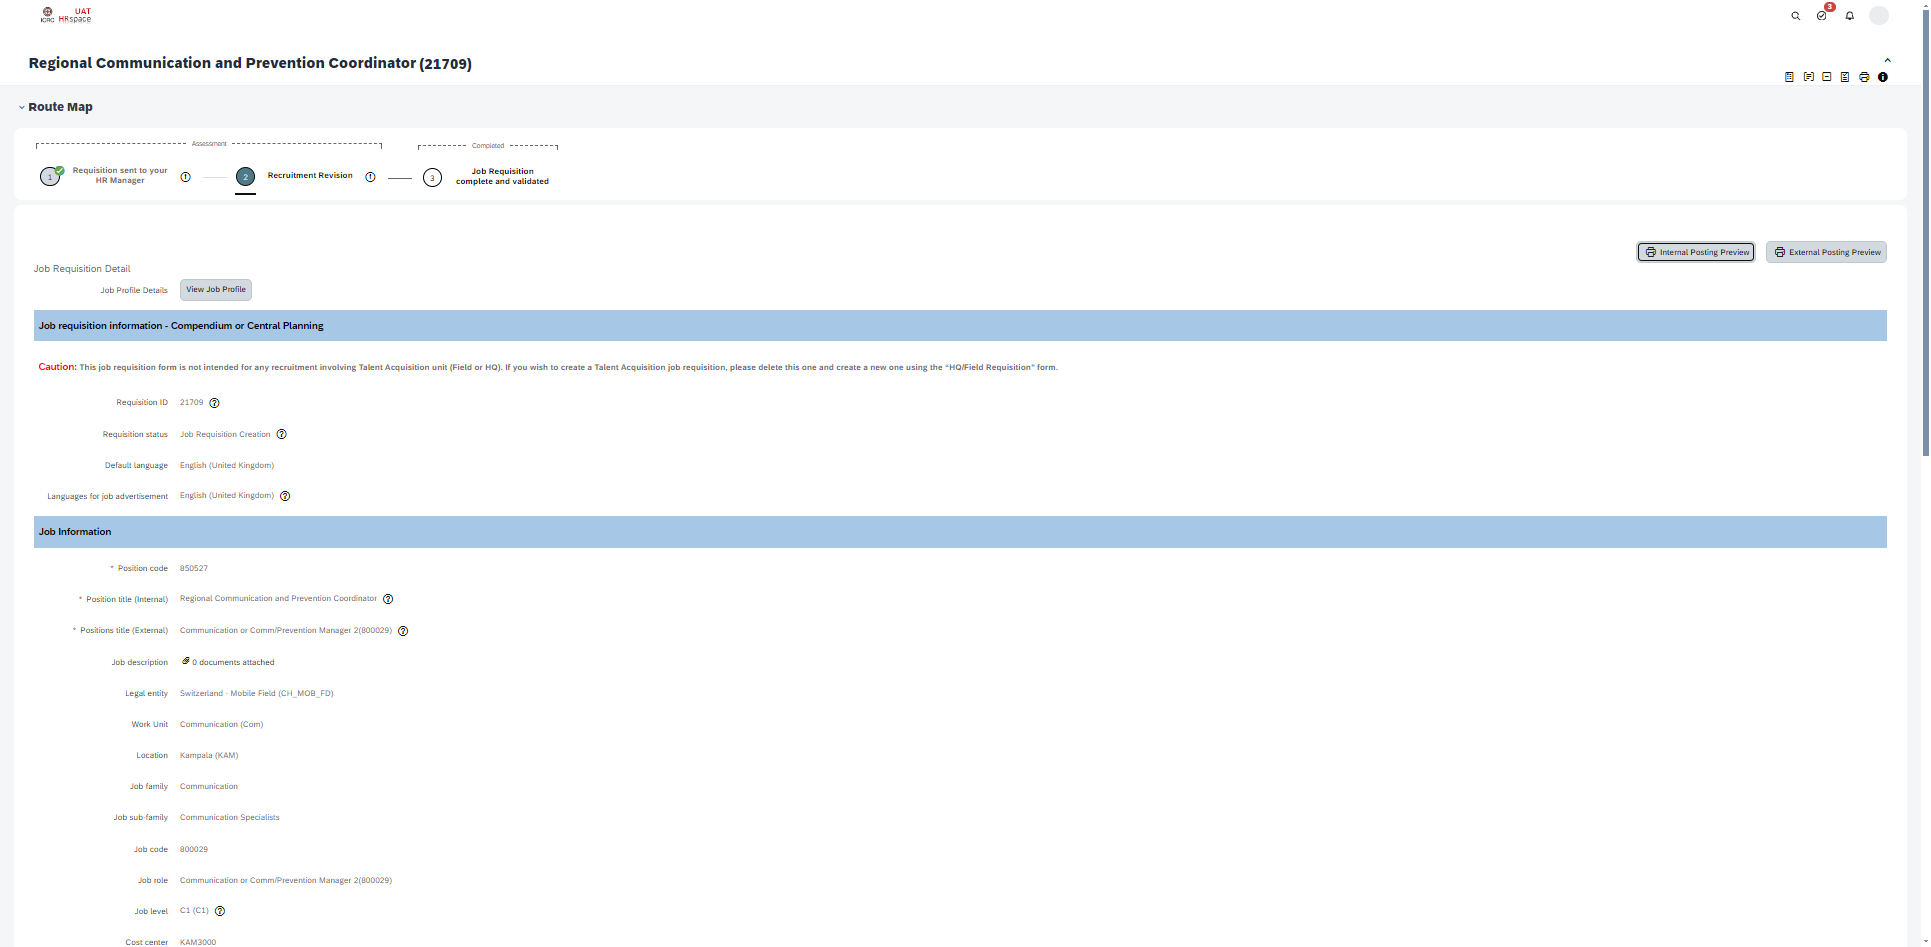 UAT
ICRC HRspace
3
Regional Communication and Prevention Coordinator (21709)
Route Map
Assessment
Completed
1
Requisition sent to your
HR Manager
2
Recruitment Revision
3
Job Requisition
complete and validated
Internal Posting Preview
External Posting Preview
Job Requisition Detail
Job Profile Details View Job Profile
Job requisition information - Compendium or Central Planning
Caution: This job requisition form is not intended for any recruitment involving Talent Acquisition unit (Field or HQ). If you wish to create a Talent Acquisition job requisition, please delete this one and create a new one using the "HQ/Field Requisition" form.
Requisition ID 21709
Requisition status Job Requisition Creation
Default language English (United Kingdom)
Languages for job advertisement English (United Kingdom)
Job Information
* Position code 850527
* Position title (Internal) Regional Communication and Prevention Coordinator
* Positions title (External) Communication or Comm/Prevention Manager 2(800029)
Job description 0 documents attached
Legal entity Switzerland - Mobile Field (CH_MOB_FD)
Work Unit Communication (Com)
Location Kampala (KAM)
Job family Communication
Job sub-family Communication Specialists
Job code 800029
Job role Communication or Comm/Prevention Manager 2(800029)
Job level C1 (C1)
Cost center KAM3000